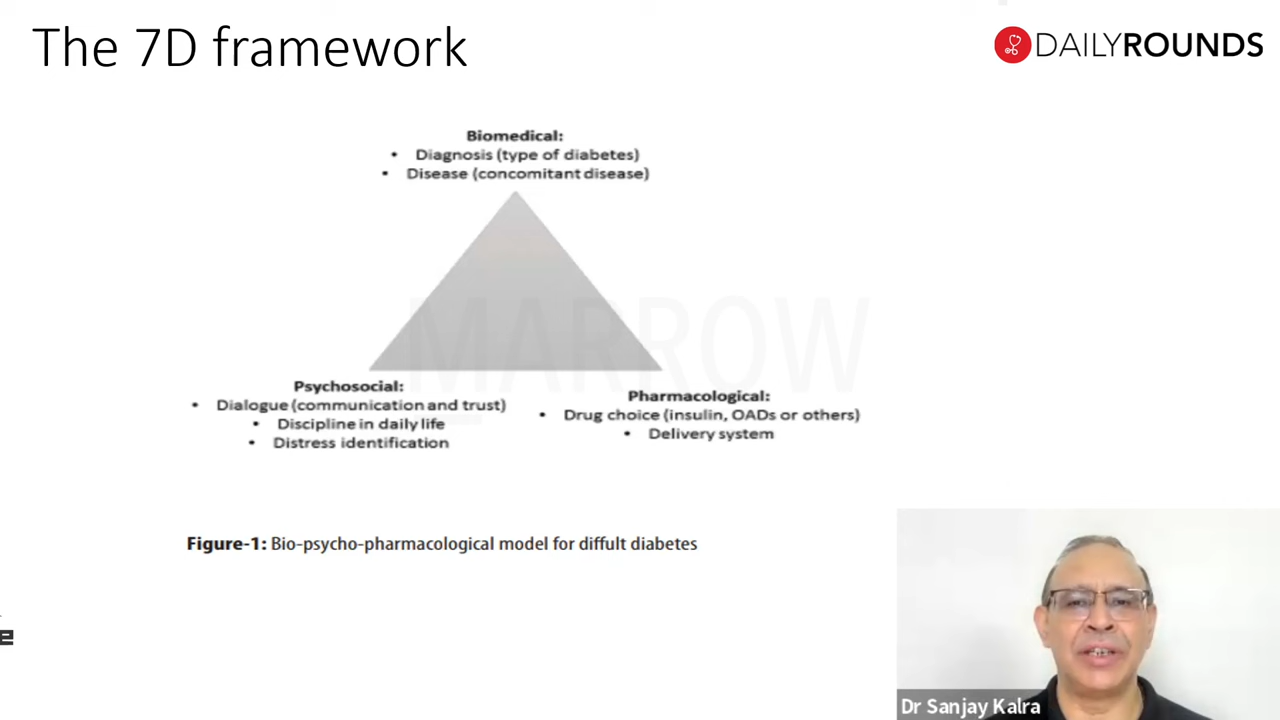 The 7D framework
DAILYROUNDS
Biomedical:
• Diagnosis (type of diabetes)
• Disease (concomitant disease)
MARROW
Psychosocial:
• Dialogue (communication and trust)
• Discipline in daily life
• Distress identification
Pharmacological:
• Drug choice (insulin, OADs or others)
• Delivery system
Figure-1: Bio-psycho-pharmacological model for diffult diabetes
e
Dr Sanjay Kalra